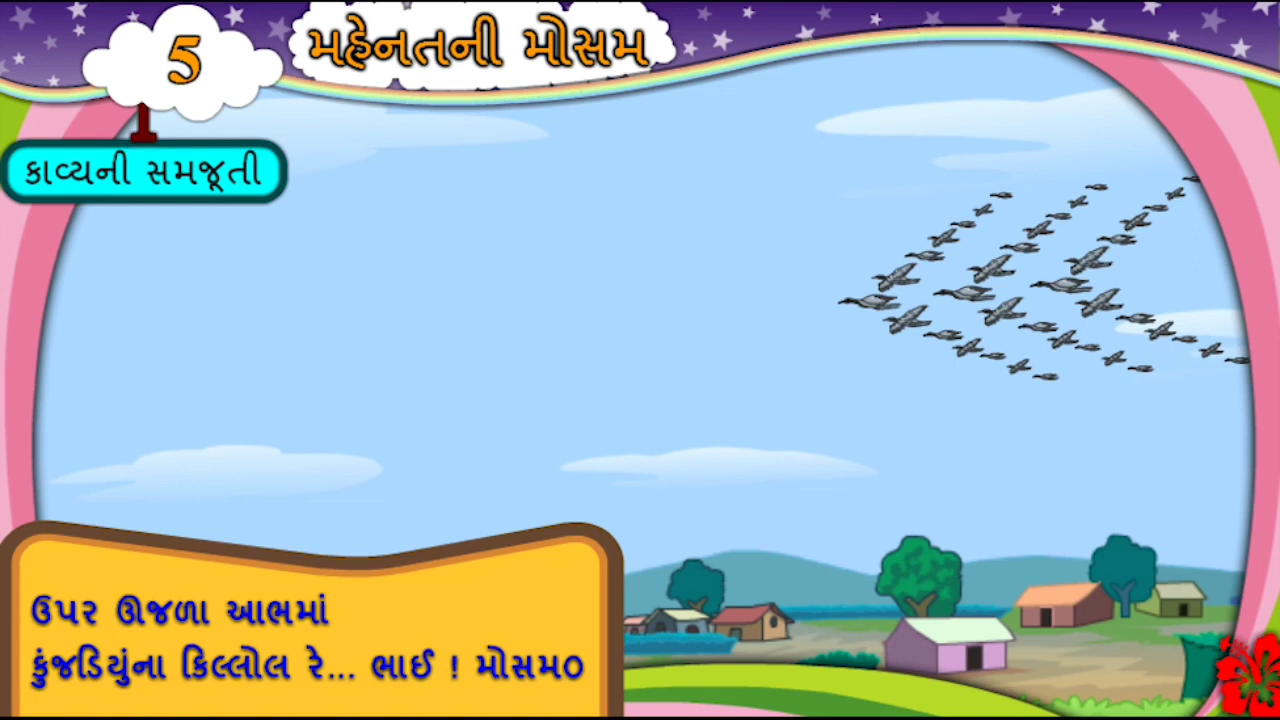 5
મહેનતની મોસમ
કાવ્યની સમજૂતી
ઉપર ઊજળા આભમાં
કુંજડિયુંના કિલ્લોલ રે... ભાઈ ! મોસમ૦